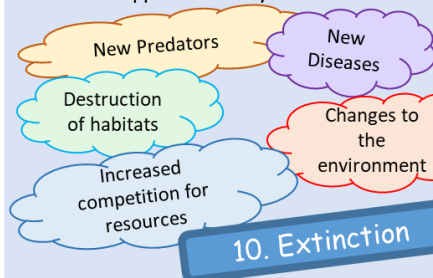 New Predators
New
Diseases
Destruction
of habitats
Changes to
the
environment
Increased
competition for
resources
10. Extinction